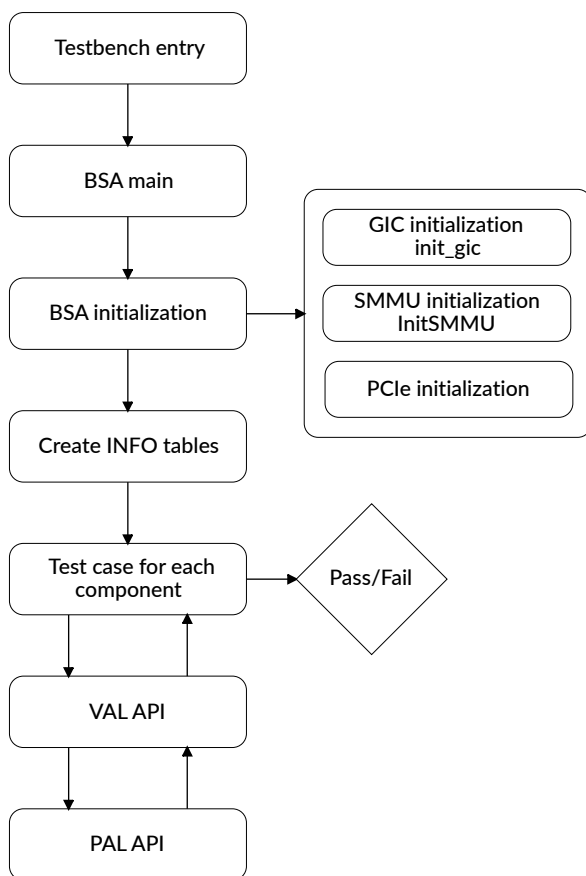 Testbench entry
BSA main
BSA initialization
GIC initialization
init_gic
SMMU initialization
InitSMMU
PCIe initialization
Create INFO tables
Test case for each
component
Pass/Fail
VAL API
PAL API